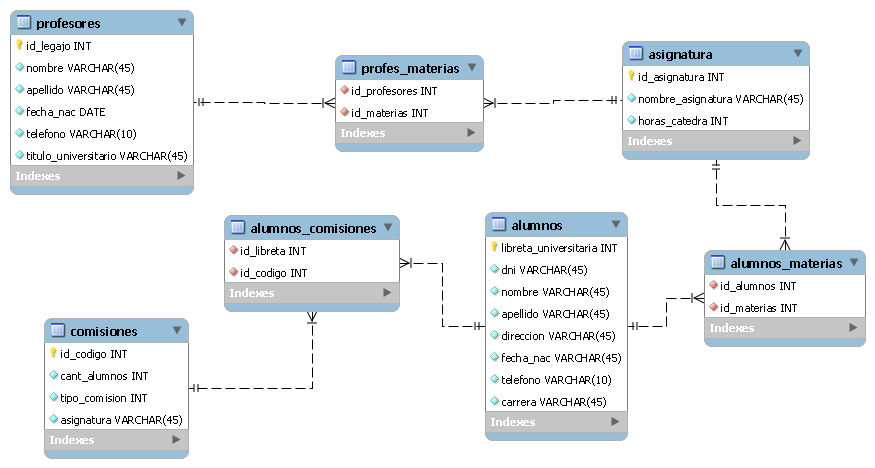 profesores
id_legajo INT
nombre VARCHAR(45)
apellido VARCHAR(45)
fecha_nac DATE
telefono VARCHAR(10)
titulo_universitario VARCHAR(45)
Indexes
profes_materias
id_profesores INT
id_materias INT
Indexes
asignatura
id_asignatura INT
nombre_asignatura VARCHAR(45)
horas_catedra INT
Indexes
alumnos_comisiones
id_libreta INT
id_codigo INT
Indexes
alumnos
libreta_universitaria INT
dni VARCHAR(45)
nombre VARCHAR(45)
apellido VARCHAR(45)
direccion VARCHAR(45)
fecha_nac VARCHAR(45)
telefono VARCHAR(10)
carrera VARCHAR(45)
Indexes
alumnos_materias
id_alumnos INT
id_materias INT
Indexes
comisiones
id_codigo INT
cant_alumnos INT
tipo_comision INT
asignatura VARCHAR(45)
Indexes